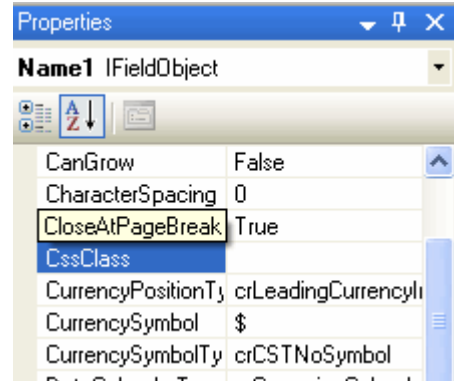 Properties
Name1 IFieldObject
CanGrow False
CharacterSpacing 0
CloseAtPageBreak True
CssClass
CurrencyPositionTy crLeadingCurrencyI
CurrencySymbol $
CurrencySymbolTy crCSTNoSymbol